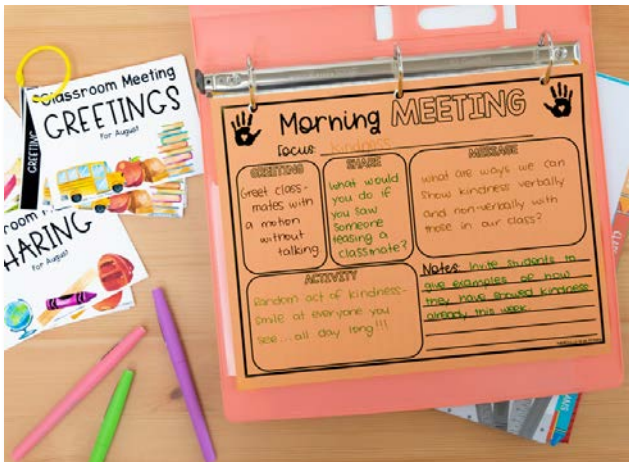 Classroom Meeting
GREETINGS
For August
GREETING
HARING
For August
Morning MEETING
Focus: Kindness
GREETING
Greet class-
mates with
a motion
without
talking
SHARE
What would
you do if
you saw
someone
teasing a
classmate?
MESSAGE
What are ways we can
show kindness verbally
and non-verbally with
those in our class?
ACTIVITY
Random act of kindness-
Smile at everyone you
see...all day long!!!
Notes: Invite students to
give examples of how
they have showed kindness
already this week